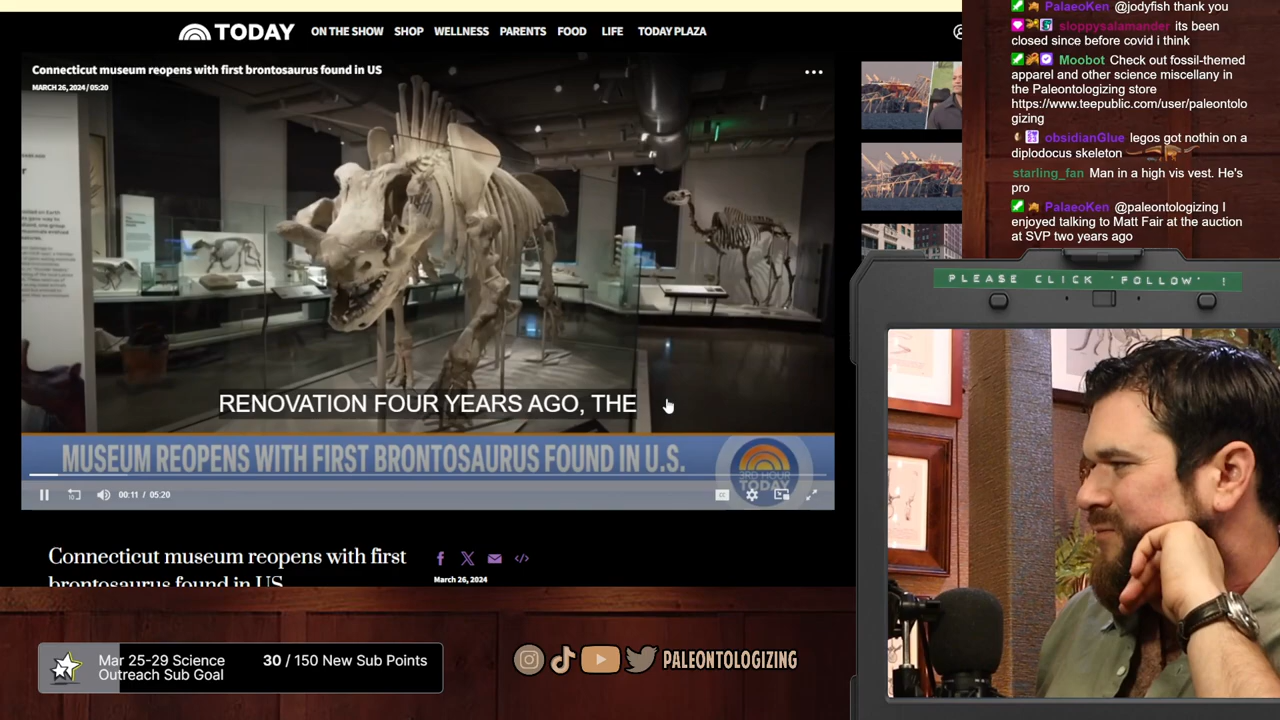 TODAY
ON THE SHOW SHOP WELLNESS PARENTS FOOD LIFE TODAY PLAZA
Connecticut museum reopens with first brontosaurus found in US
MARCH 26, 2024 / 05:20
RENOVATION FOUR YEARS AGO, THE
MUSEUM REOPENS WITH FIRST BRONTOSAURUS FOUND IN U.S.
3RD HOUR
TODAY
00:11 / 05:20
Connecticut museum reopens with first
brontosaurus found in US
March 26, 2024
PalaeoKen @jodyfish thank you
sloppysalamander its been
closed since before covid i think
Moobot Check out fossil-themed
apparel and other science miscellany in
the Paleontologizing store
https://www.teepublic.com/user/paleontolo
gizing
obsidianGlue legos got nothin on a
diplodocus skeleton
starling_fan Man in a high vis vest. He's
pro
PalaeoKen @paleontologizing I
enjoyed talking to Matt Fair at the auction
at SVP two years ago
PLEASE CLICK "FOLLOW" !
Mar 25-29 Science
Outreach Sub Goal
30 / 150 New Sub Points
PALEONTOLOGIZING